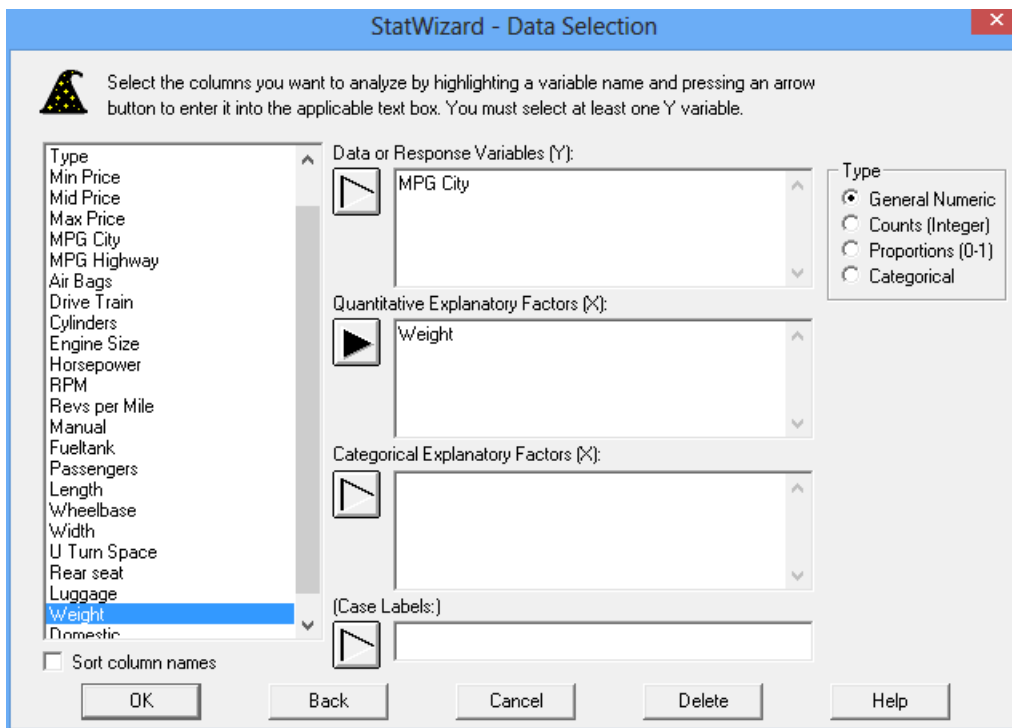 StatWizard - Data Selection
Select the columns you want to analyze by highlighting a variable name and pressing an arrow
button to enter it into the applicable text box. You must select at least one Y variable.
Type
Min Price
Mid Price
Max Price
MPG City
MPG Highway
Air Bags
Drive Train
Cylinders
Engine Size
Horsepower
RPM
Revs per Mile
Manual
Fueltank
Passengers
Length
Wheelbase
Width
U Turn Space
Rear seat
Luggage
Weight
Domestic
Sort column names
Data or Response Variables (Y):
MPG City
Quantitative Explanatory Factors (X):
Weight
Categorical Explanatory Factors (X):
(Case Labels:)
Type
General Numeric
Counts (Integer)
Proportions (0-1)
Categorical
OK
Back
Cancel
Delete
Help